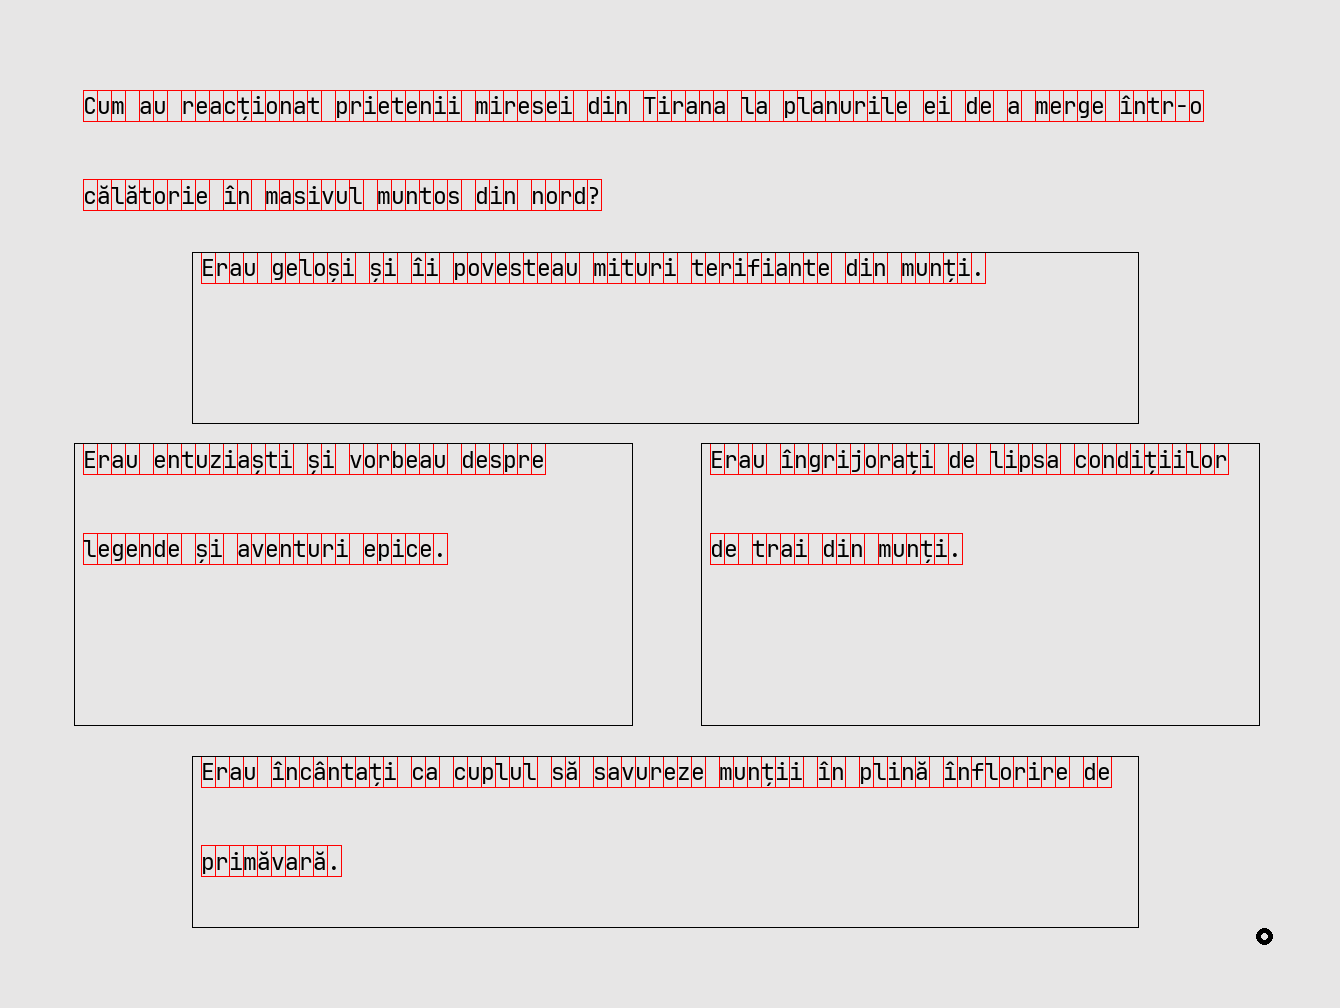 Cum au reacționat prietenii miresei din Tirana la planurile ei de a merge într-o
călătorie în masivul muntos din nord?
Erau geloși și îi povesteau mituri terifiante din munți.
Erau entuziaști și vorbeau despre
legende și aventuri epice.
Erau îngrijorați de lipsa condițiilor
de trai din munți.
Erau încântați ca cuplul să savureze munții în plină înflorire de
primăvară.